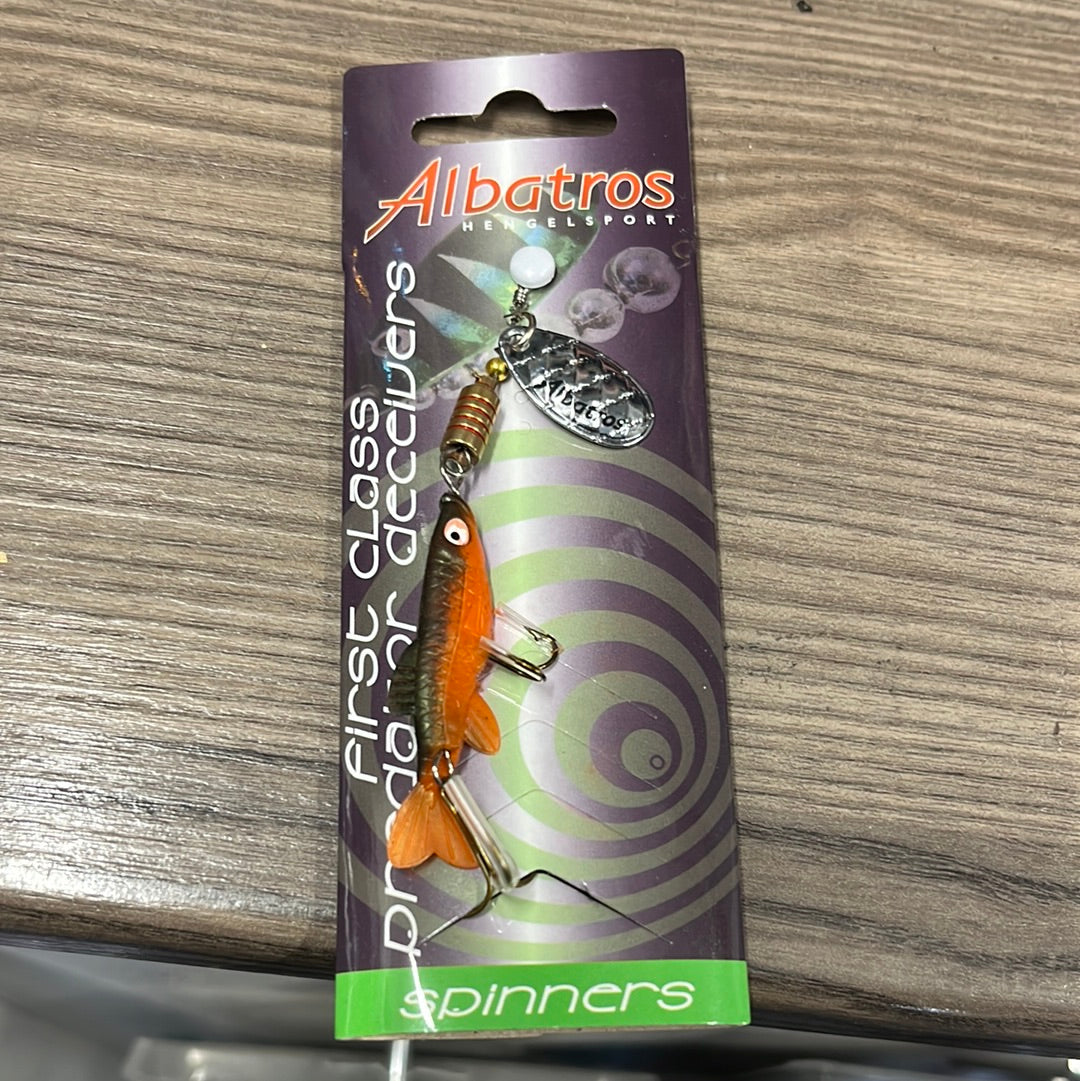 Albatros
HENGELSPORT
Albatros
first class
predator deceivers
spinners